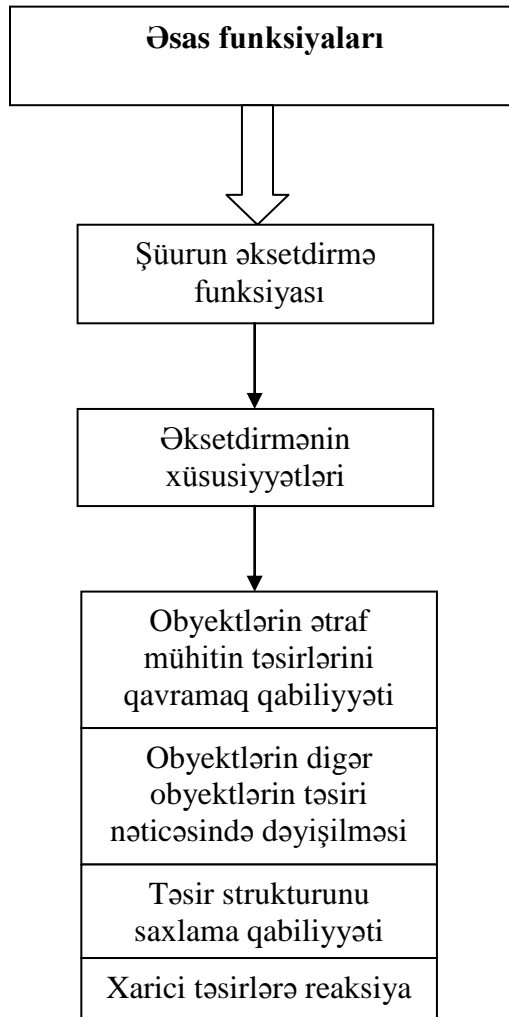 Əsas funksiyaları
Şüurun əksetdirmə
funksiyası
Əksetdirmənin
xüsusiyyətləri
Obyektlərin ətraf
mühitin təsirlərini
qavramaq qabiliyyəti
Obyektlərin digər
obyektlərin təsiri
nəticəsində dəyişilməsi
Təsir strukturunu
saxlama qabiliyyəti
Xarici təsirlərə reaksiya